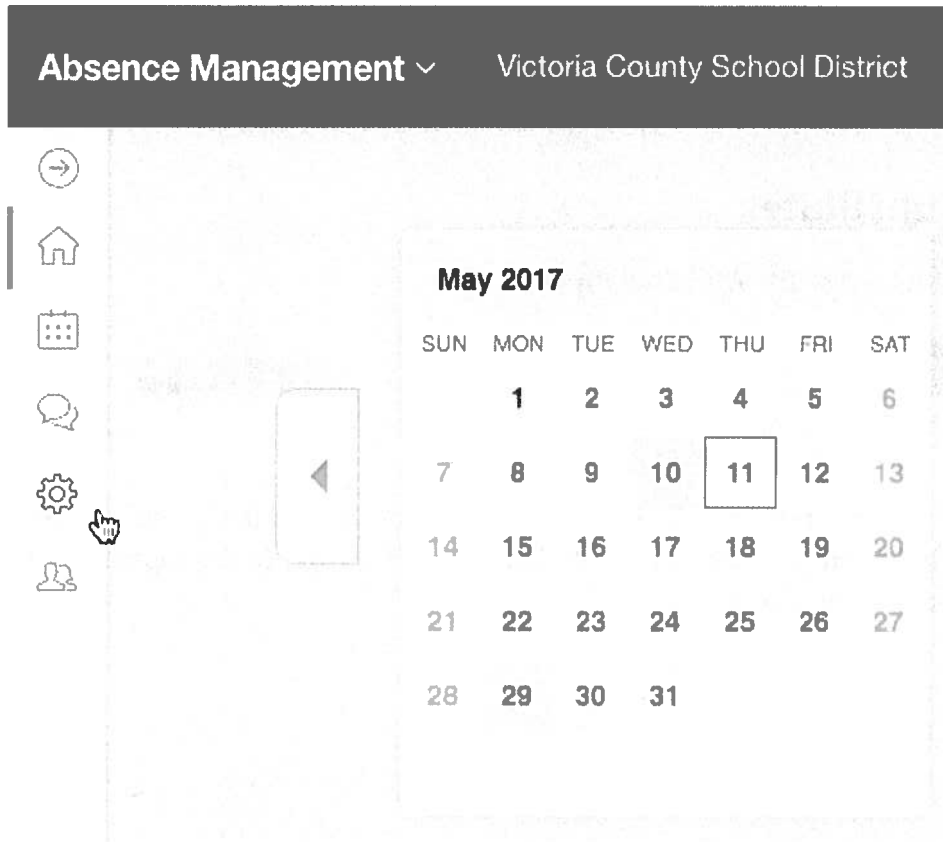 Absence Management Victoria County School District
May 2017
SUN MON TUE WED THU FRI SAT
1 2 3 4 5 6
7 8 9 10 11 12 13
14 15 16 17 18 19 20
21 22 23 24 25 26 27
28 29 30 31